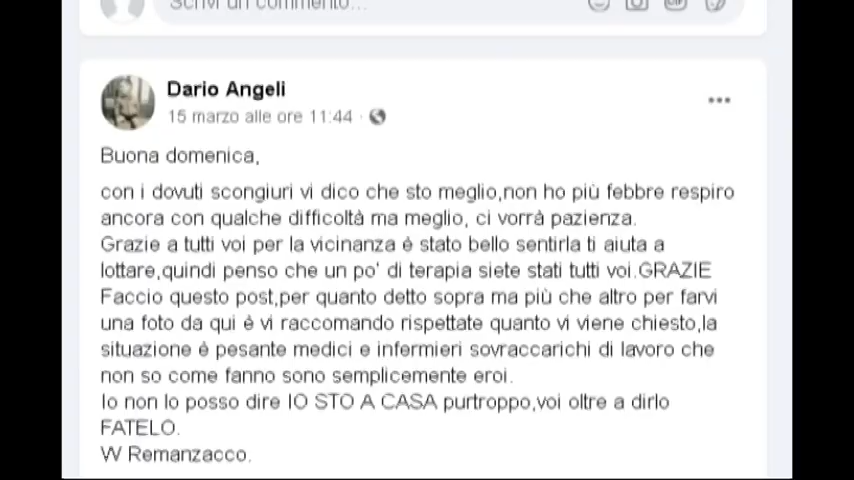 Scrivi un commento...
Dario Angeli
15 marzo alle ore 11:44 ·
Buona domenica,
con i dovuti scongiuri vi dico che sto meglio,non ho più febbre respiro
ancora con qualche difficoltà ma meglio, ci vorrà pazienza.
Grazie a tutti voi per la vicinanza è stato bello sentirla ti aiuta a
lottare,quindi penso che un po' di terapia siete stati tutti voi.GRAZIE
Faccio questo post,per quanto detto sopra ma più che altro per farvi
una foto da qui è vi raccomando rispettate quanto vi viene chiesto,la
situazione è pesante medici e infermieri sovraccarichi di lavoro che
non so come fanno sono semplicemente eroi.
Io non lo posso dire IO STO A CASA purtroppo,voi oltre a dirlo
FATELO.
W Remanzacco.